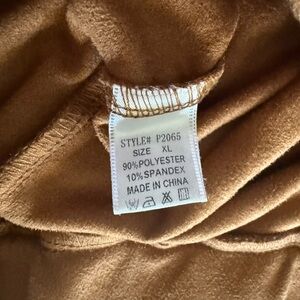 STYLE# P2065
SIZE XL
90%POLYESTER
10%SPANDEX
MADE IN CHINA